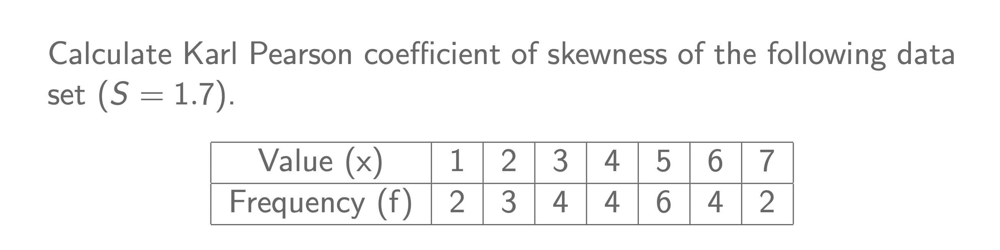 Calculate Karl Pearson coefficient of skewness of the following data
set (S = 1.7).
Value (x) 1 2 3 4 5 6 7
Frequency (f) 2 3 4 4 6 4 2